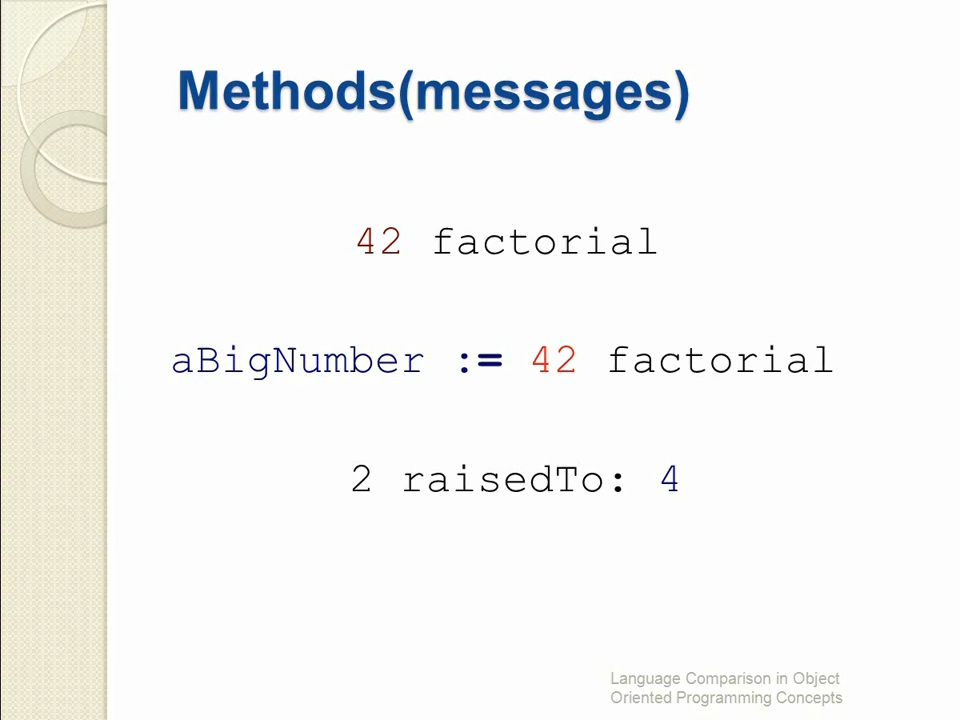 Methods(messages)
42 factorial
aBigNumber := 42 factorial
2 raisedTo: 4
Language Comparison in Object
Oriented Programming Concepts